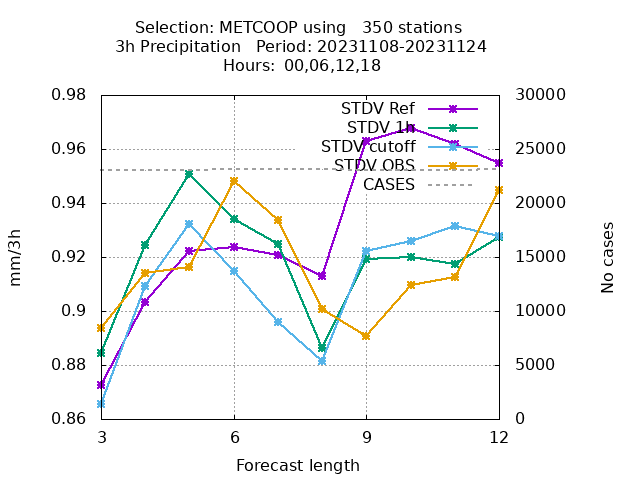 Selection: METCOOP using   350 stations
3h Precipitation   Period: 20231108-20231124
Hours: 00,06,12,18
0.98
0.96
0.94
0.92
0.9
0.88
0.86
mm/3h
STDV Ref
STDV 1h
STDV cutoff
STDV OBS
CASES
30000
25000
20000
15000
10000
5000
0
No cases
3 6 9 12
Forecast length